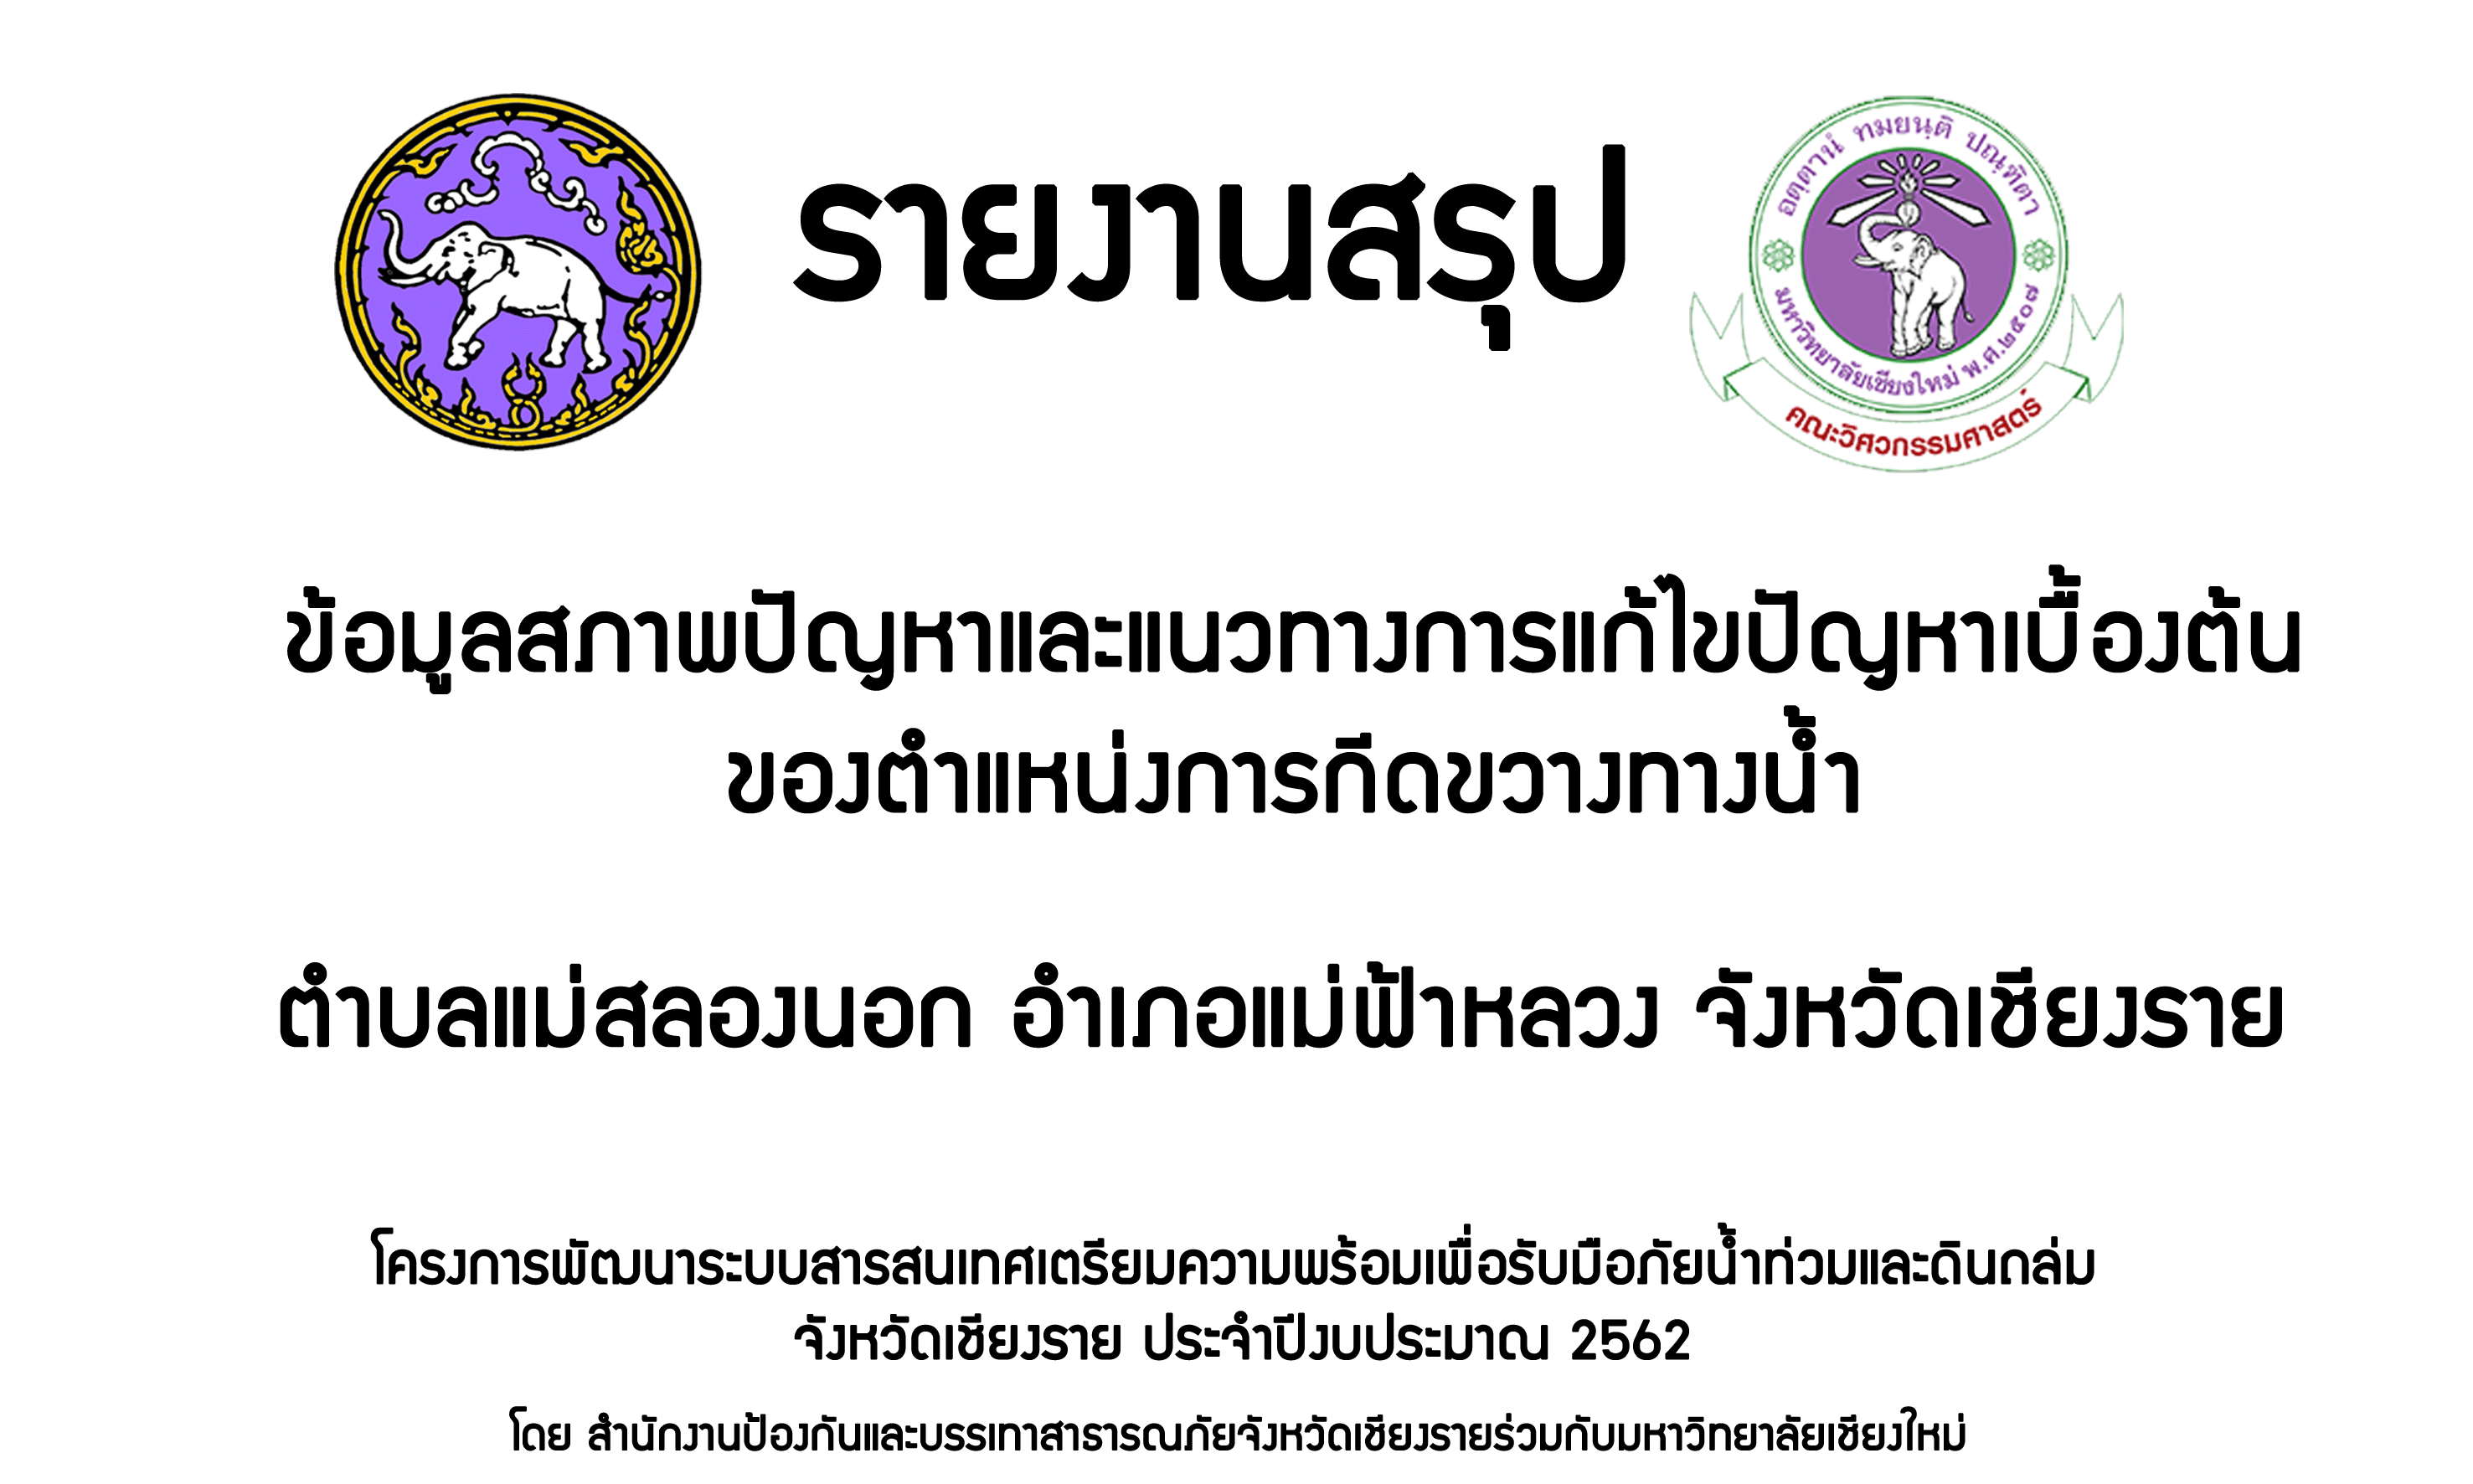 รายงานสรุป
อตฺตานํ ทมยนฺติ ปณฺฑิตา
มหาวิทยาลัยเชียงใหม่ พ.ศ.๒๕๐๗
คณะวิศวกรรมศาสตร์
ข้อมูลสภาพปัญหาและแนวทางการแก้ไขปัญหาเบื้องต้น
ของตำแหน่งการกีดขวางทางน้ำ
ตำบลแม่สลองนอก อำเภอแม่ฟ้าหลวง จังหวัดเชียงราย
โครงการพัฒนาระบบสารสนเทศเตรียมความพร้อมเพื่อรับมือภัยน้ำท่วมและดินถล่ม
จังหวัดเชียงราย ประจำปีงบประมาณ 2562
โดย สำนักงานป้องกันและบรรเทาสาธารณภัยจังหวัดเชียงรายร่วมกับมหาวิทยาลัยเชียงใหม่